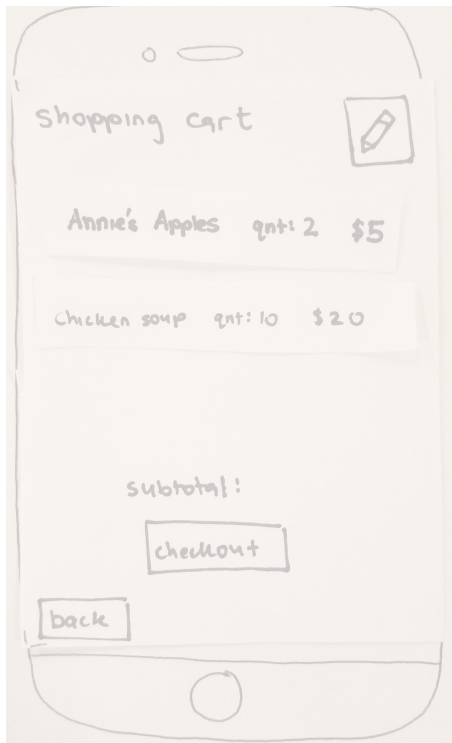 Shopping cart
Annie's Apples qnt: 2 $5
Chicken soup qnt: 10 $20
subtotal:
checkout
back